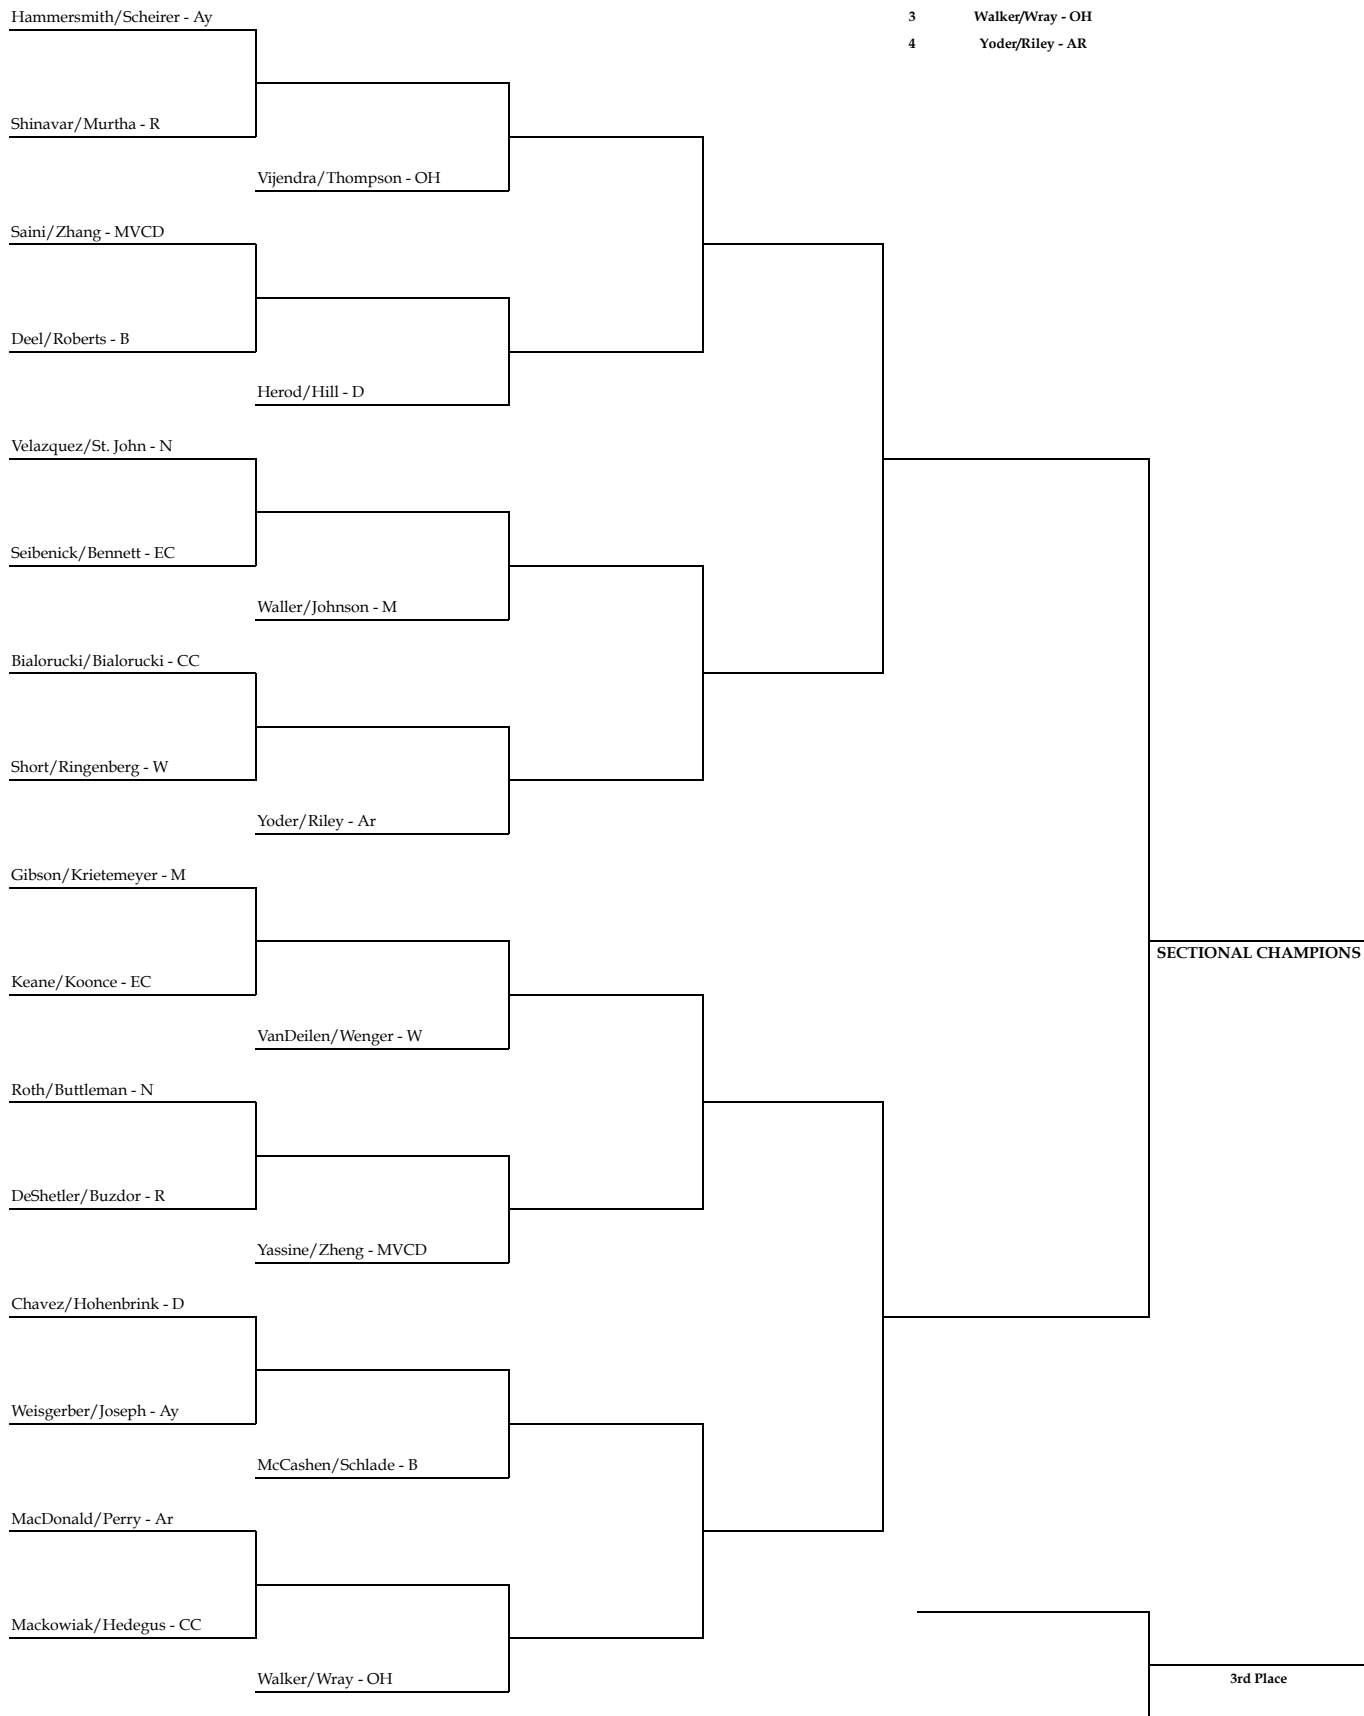 Hammersmith/Scheirer - Ay
3 Walker/Wray - OH
4 Yoder/Riley - AR
Shinavar/Murtha - R
Vijendra/Thompson - OH
Saini/Zhang - MVCD
Deel/Roberts - B
Herod/Hill - D
Velazquez/St. John - N
Seibenick/Bennett - EC
Waller/Johnson - M
Bialorucki/Bialorucki - CC
Short/Ringenberg - W
Yoder/Riley - Ar
Gibson/Krietemeyer - M
SECTIONAL CHAMPIONS
Keane/Koonce - EC
VanDeilen/Wenger - W
Roth/Buttleman - N
DeShetler/Buzdor - R
Yassine/Zheng - MVCD
Chavez/Hohenbrink - D
Weisgerber/Joseph - Ay
McCashen/Schlade - B
MacDonald/Perry - Ar
Mackowiak/Hedegus - CC
Walker/Wray - OH
3rd Place